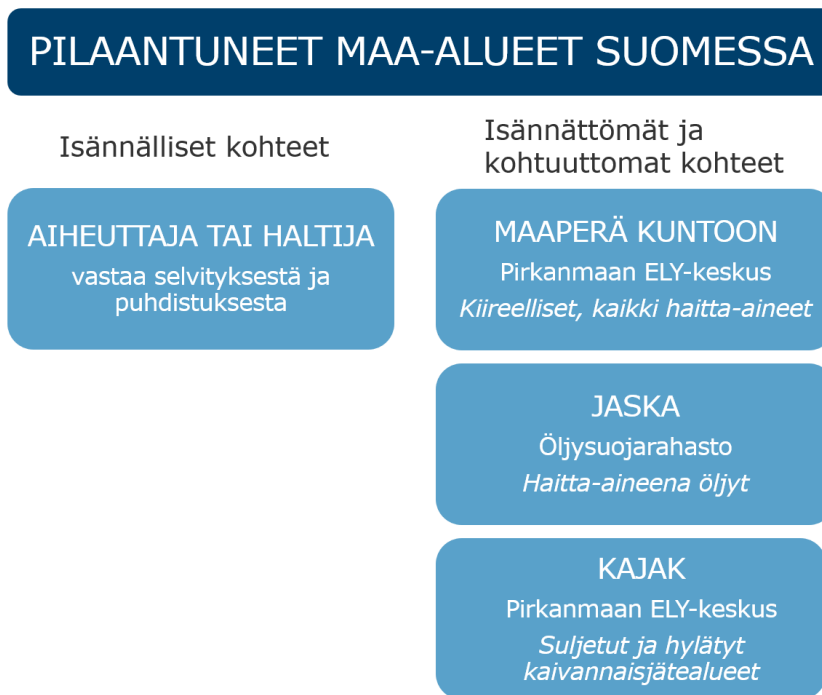 PILAANTUNEET MAA-ALUEET SUOMESSA
Isännälliset kohteet
AIHEUTTAJA TAI HALTIJA
vastaa selvityksestä ja
puhdistuksesta
Isännättömät ja
kohtuuttomat kohteet
MAAPERÄ KUNTOON
Pirkanmaan ELY-keskus
Kiireelliset, kaikki haitta-aineet
JASKA
Öljysuojarahasto
Haitta-aineena öljyt
KAJAK
Pirkanmaan ELY-keskus
Suljetut ja hylätyt
kaivannaisjätealueet